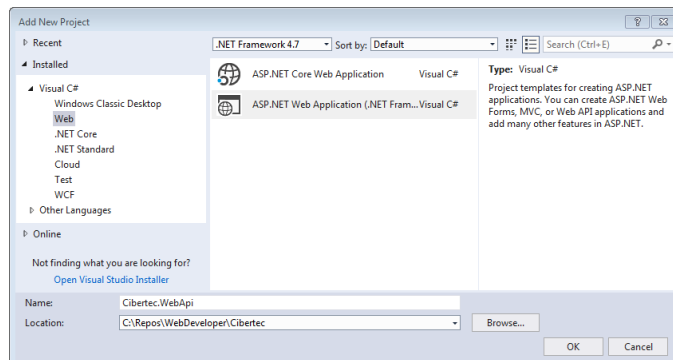 Add New Project
Recent
.NET Framework 4.7 Sort by: Default Search (Ctrl+E)
Installed
Visual C#
Windows Classic Desktop
Web
.NET Core
.NET Standard
Cloud
Test
WCF
Other Languages
Online
Not finding what you are looking for?
Open Visual Studio Installer
ASP.NET Core Web Application Visual C#
ASP.NET Web Application (.NET Fram... Visual C#
Type: Visual C#
Project templates for creating ASP.NET
applications. You can create ASP.NET Web
Forms, MVC, or Web API applications and
add many other features in ASP.NET.
Name: Cibertec.WebApi
Location: C:\Repos\WebDeveloper\Cibertec Browse...
OK Cancel